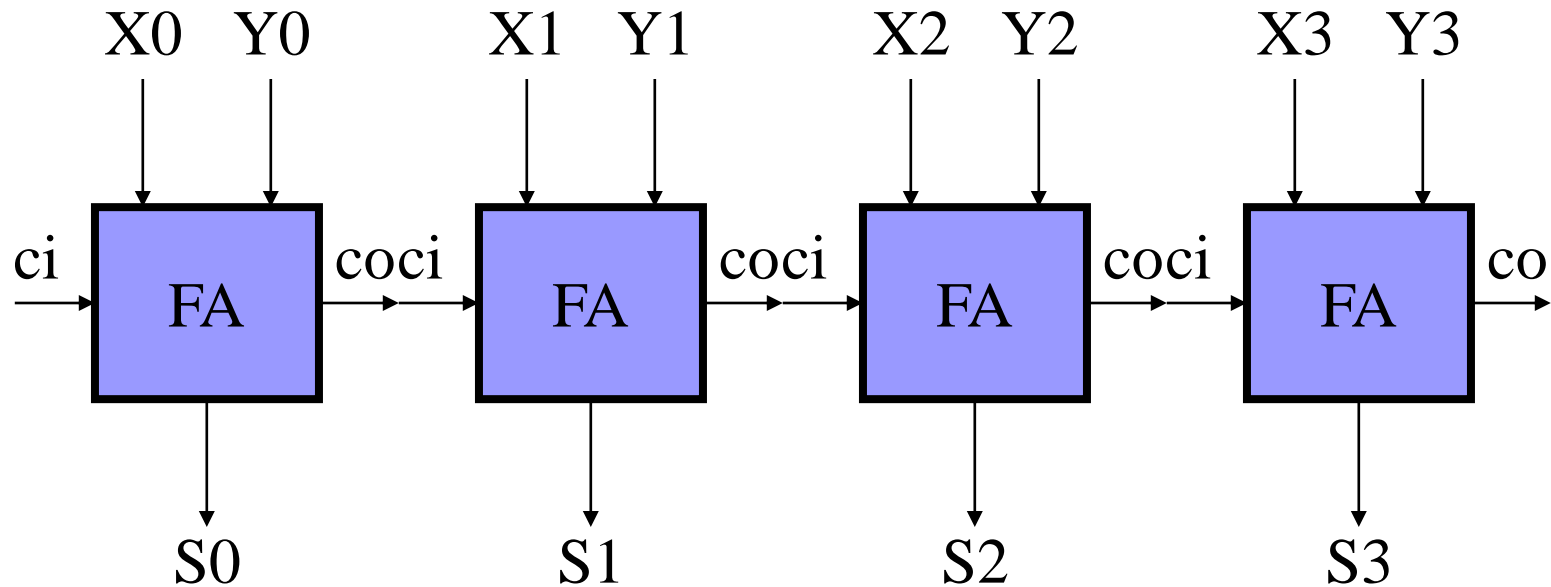 X0 Y0 X1 Y1 X2 Y2 X3 Y3
ci coci coci coci co
FA FA FA FA
S0 S1 S2 S3